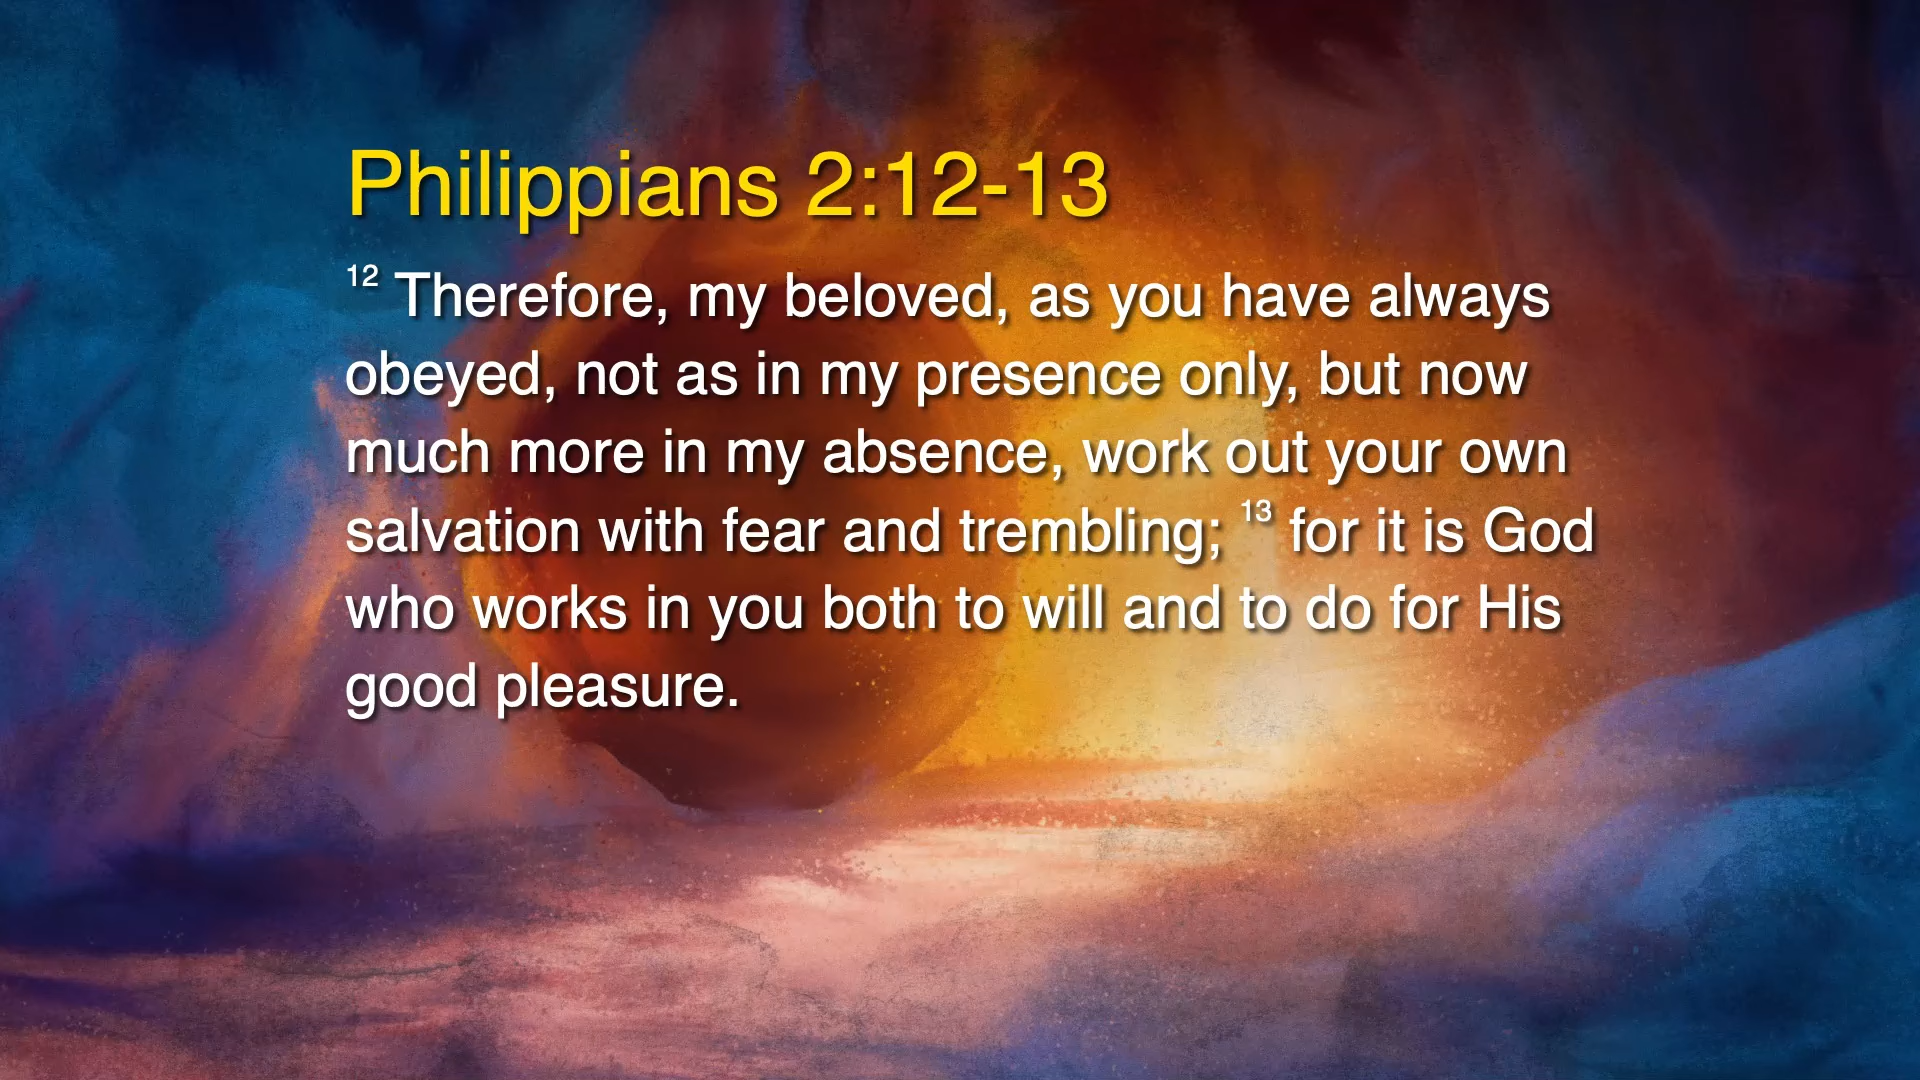 Philippians 2:12-13
12 Therefore, my beloved, as you have always
obeyed, not as in my presence only, but now
much more in my absence, work out your own
salvation with fear and trembling; 13 for it is God
who works in you both to will and to do for His
good pleasure.